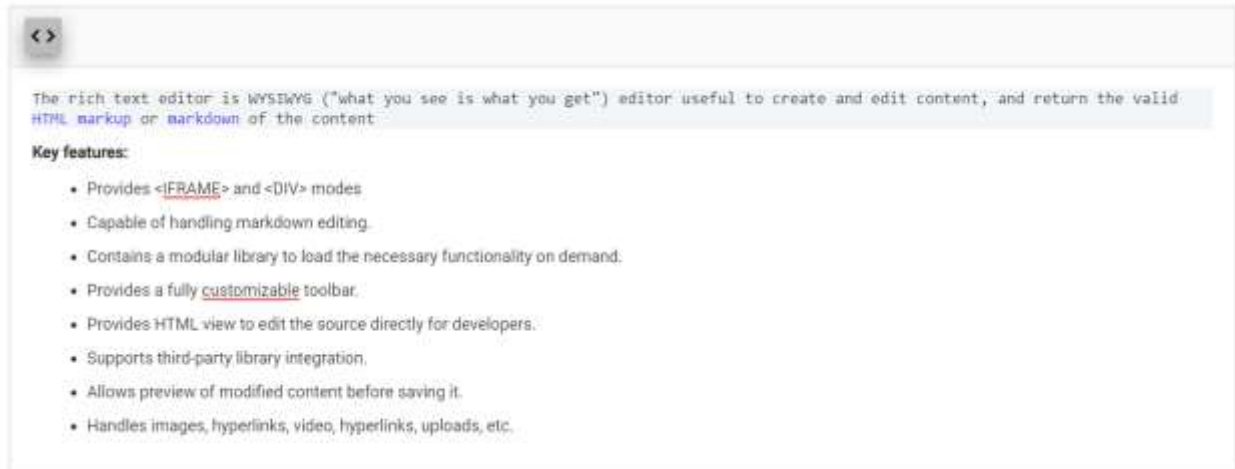 <>
The rich text editor is WYSIWYG ("what you see is what you get") editor useful to create and edit content, and return the valid
HTML markup or markdown of the content
Key features:
• Provides <IFRAME> and <DIV> modes
• Capable of handling markdown editing.
• Contains a modular library to load the necessary functionality on demand.
• Provides a fully customizable toolbar.
• Provides HTML view to edit the source directly for developers.
• Supports third-party library integration.
• Allows preview of modified content before saving it.
• Handles images, hyperlinks, video, hyperlinks, uploads, etc.